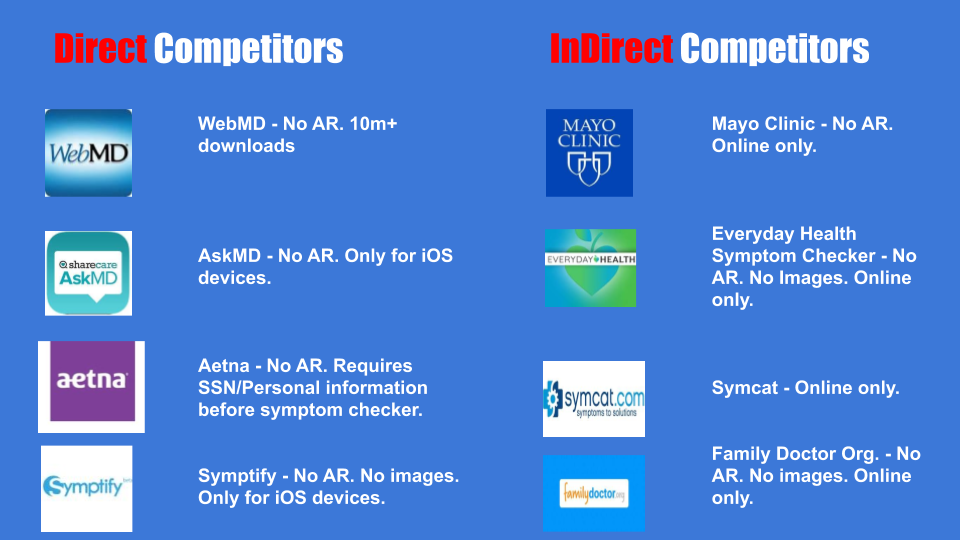 Direct Competitors
InDirect Competitors
WebMD
WebMD - No AR. 10m+
downloads
sharecare
AskMD
AskMD - No AR. Only for iOS
devices.
aetna
Aetna - No AR. Requires
SSN/Personal information
before symptom checker.
Symptify
Symptify - No AR. No images.
Only for iOS devices.
MAYO
CLINIC
Mayo Clinic - No AR.
Online only.
EVERYDAY HEALTH
Everyday Health
Symptom Checker - No
AR. No Images. Online
only.
symcat.com
symptoms to solutions
Symcat - Online only.
familydoctor.org
Family Doctor Org. - No
AR. No images. Online
only.